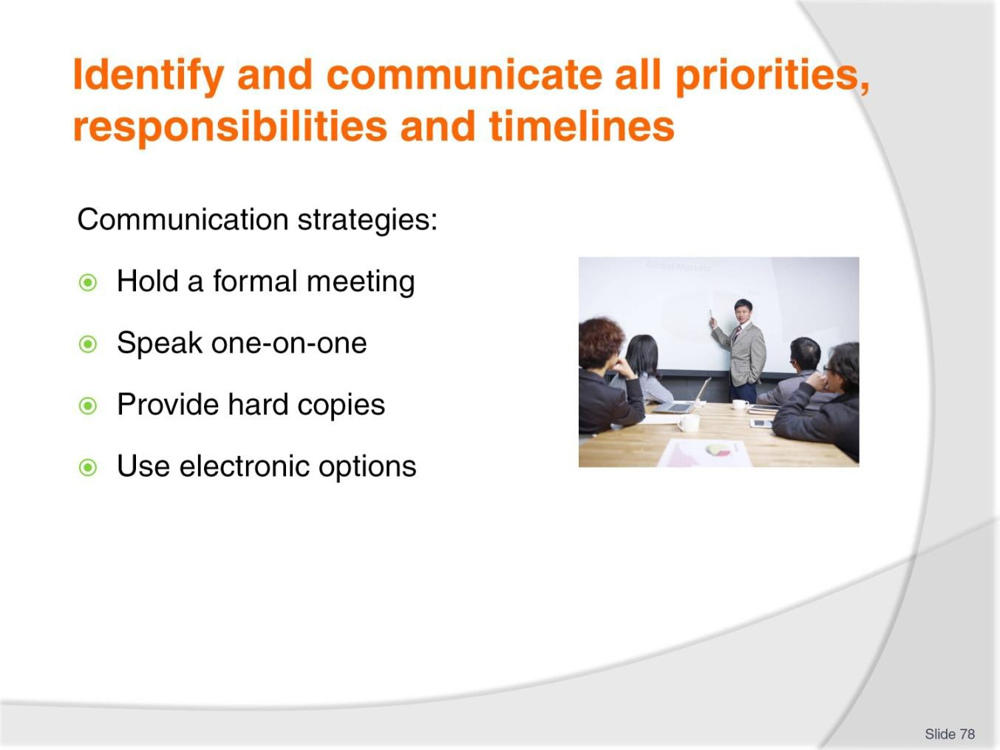 Identify and communicate all priorities,
responsibilities and timelines
Communication strategies:
Hold a formal meeting
Speak one-on-one
Provide hard copies
Use electronic options
Global Markets
Slide 78